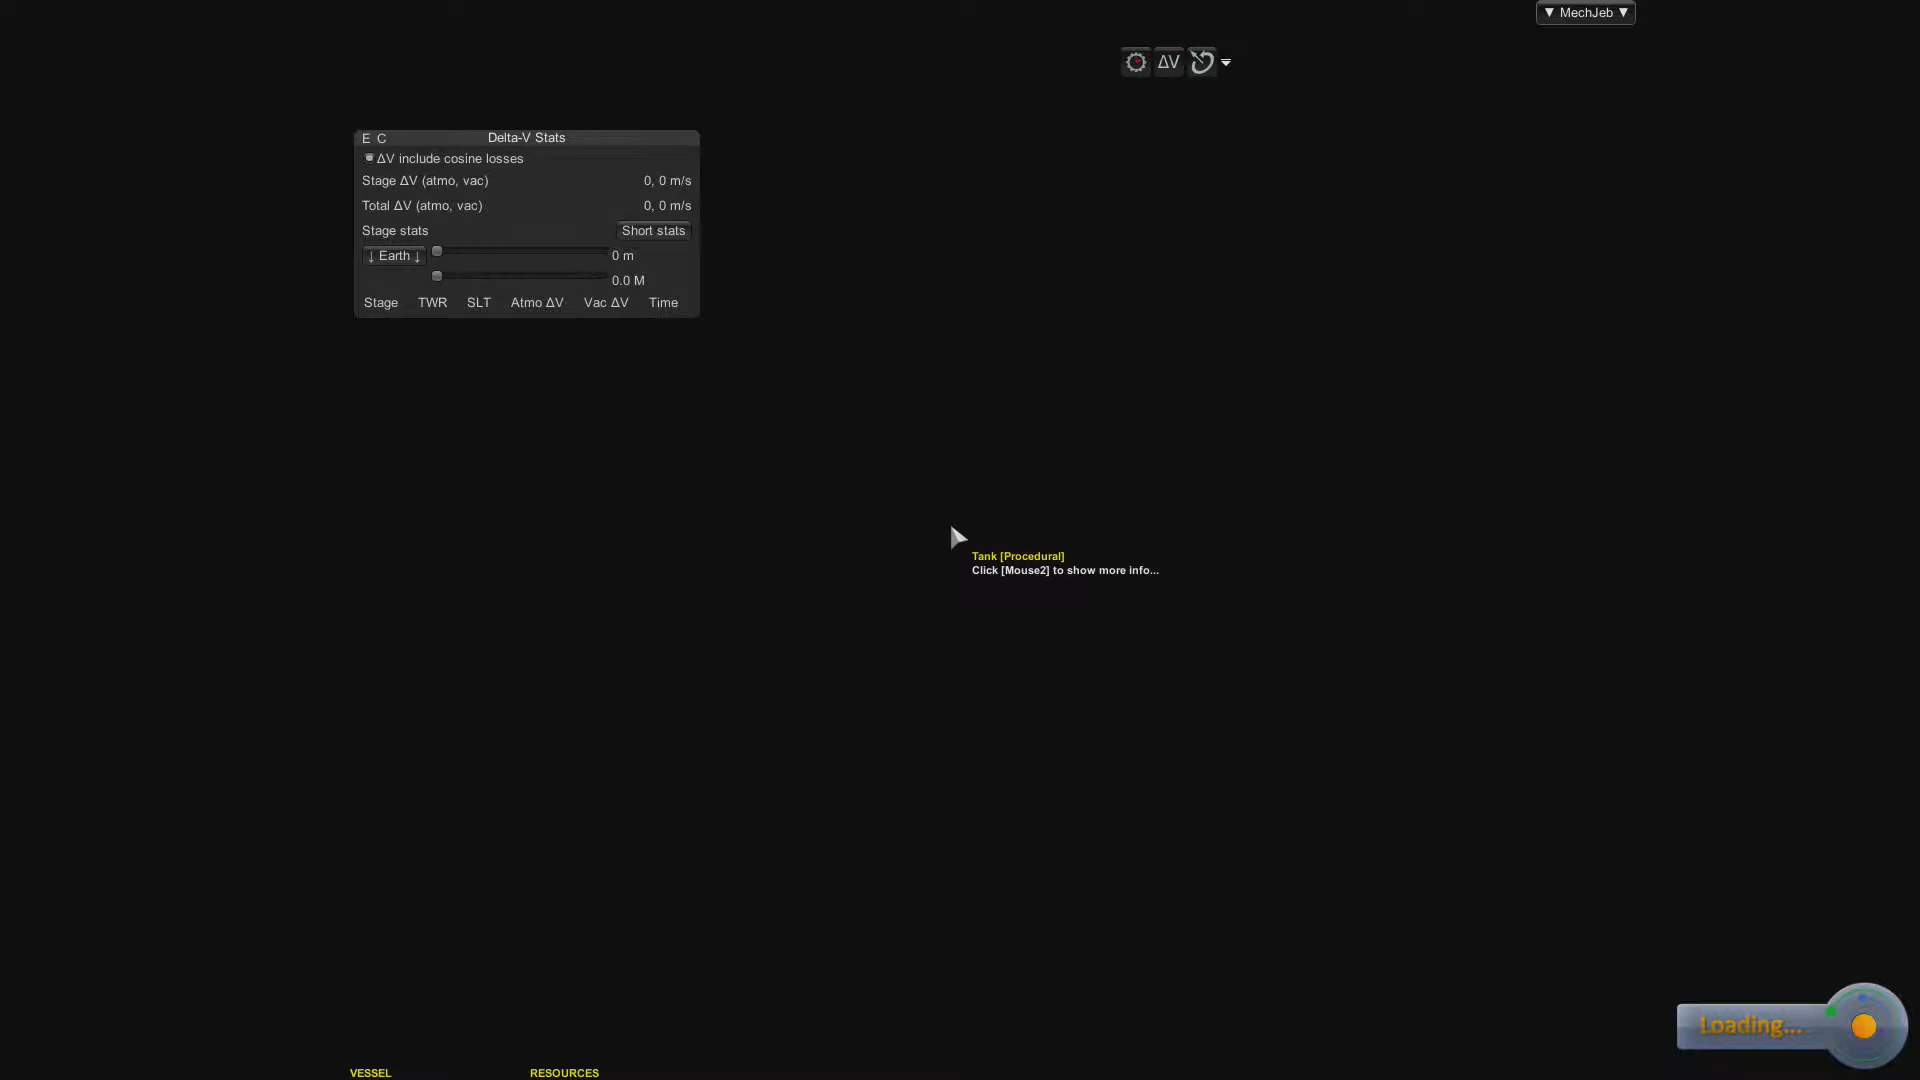 ▼ MechJeb ▼
ΔV
E C Delta-V Stats
ΔV include cosine losses
Stage ΔV (atmo, vac) 0, 0 m/s
Total ΔV (atmo, vac) 0, 0 m/s
Stage stats Short stats
↓ Earth ↓ 0 m
0.0 M
Stage TWR SLT Atmo ΔV Vac ΔV Time
Tank [Procedural]
Click [Mouse2] to show more info...
Loading...
VESSEL RESOURCES